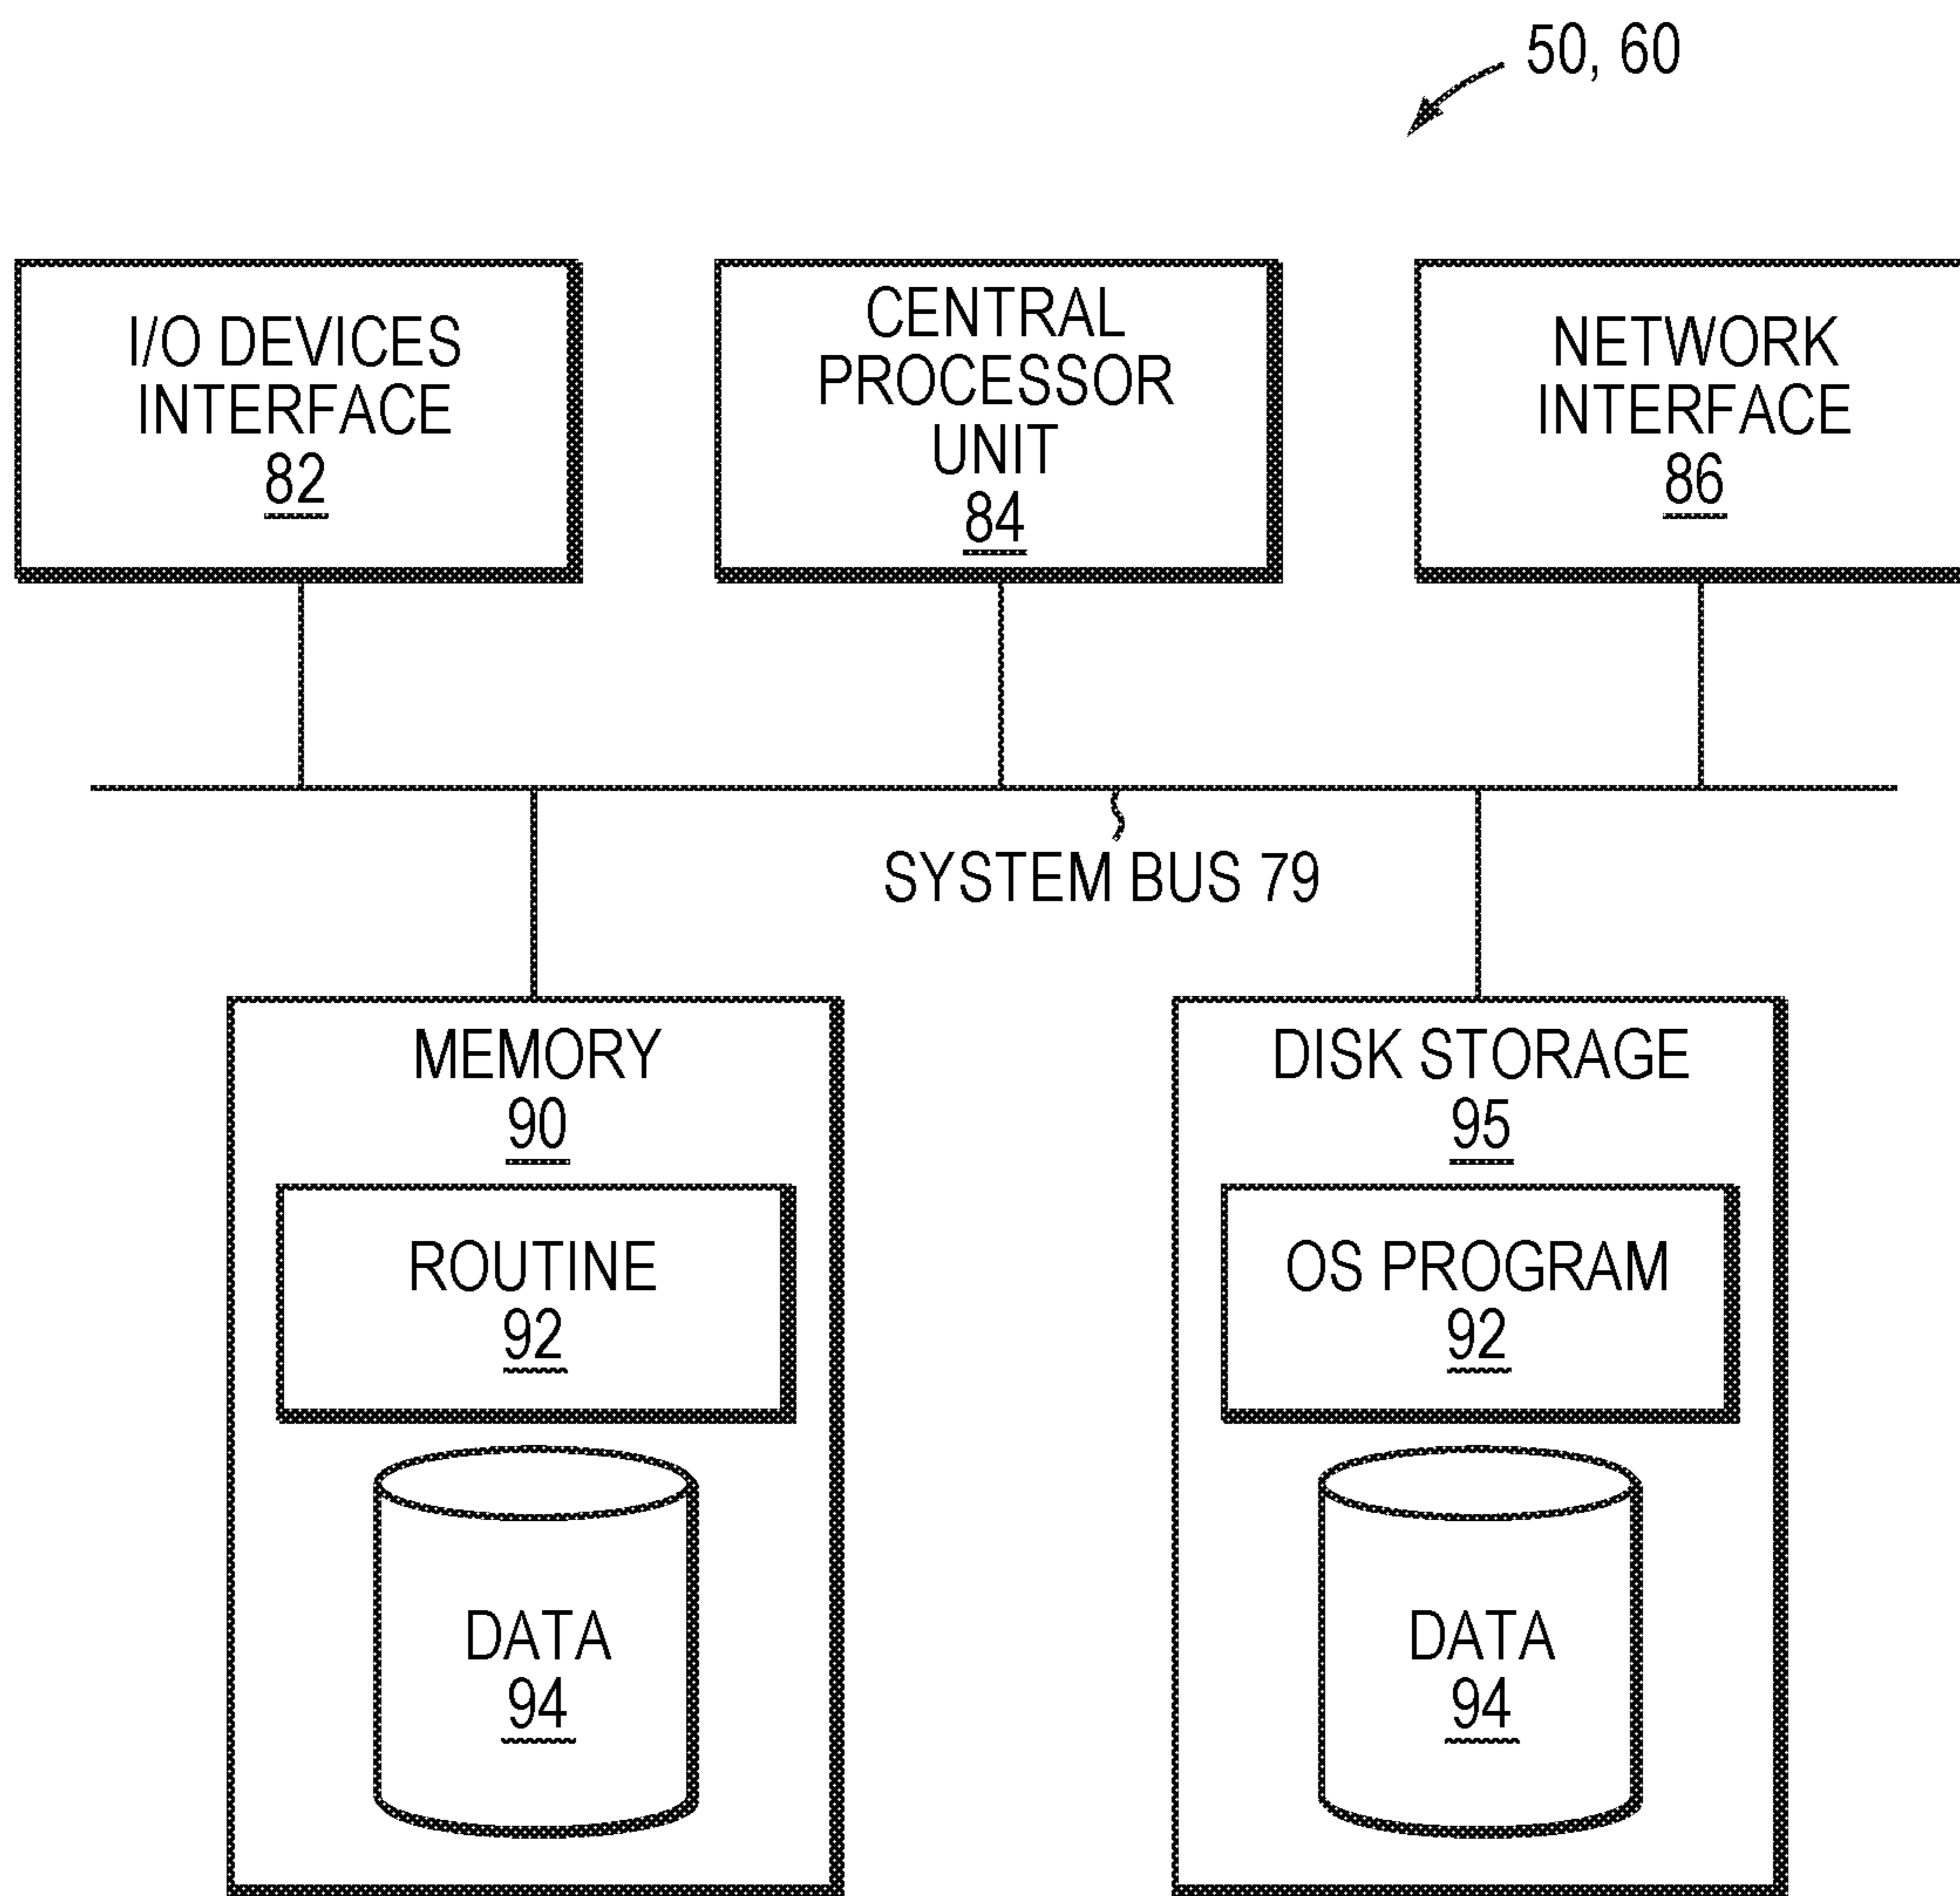 50, 60
I/O DEVICES
INTERFACE
82
CENTRAL
PROCESSOR
UNIT
84
NETWORK
INTERFACE
86
SYSTEM BUS 79
MEMORY
90
ROUTINE
92
DATA
94
DISK STORAGE
95
OS PROGRAM
92
DATA
94